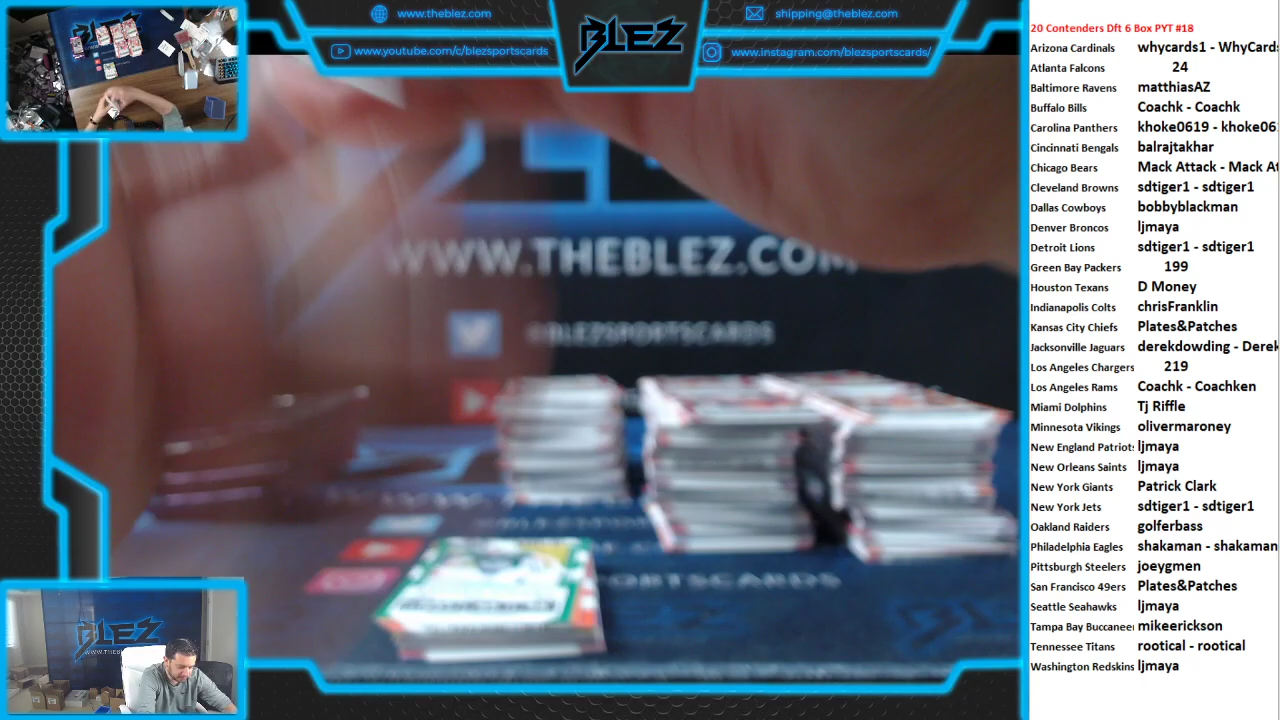 www.theblez.com
shipping@theblez.com
BLEZ
www.youtube.com/c/blezsportscards
www.instagram.com/blezsportscards/
WWW.THEBLEZ.COM
@BLEZSPORTSCARDS
PORTSCARDS
BLEZ
20 Contenders Dft 6 Box PYT #18
Arizona Cardinals whycards1 - WhyCards
Atlanta Falcons 24
Baltimore Ravens matthiasAZ
Buffalo Bills Coachk - Coachk
Carolina Panthers khoke0619 - khoke061
Cincinnati Bengals balrajtakhar
Chicago Bears Mack Attack - Mack At
Cleveland Browns sdtiger1 - sdtiger1
Dallas Cowboys bobbyblackman
Denver Broncos ljmaya
Detroit Lions sdtiger1 - sdtiger1
Green Bay Packers 199
Houston Texans D Money
Indianapolis Colts chrisFranklin
Kansas City Chiefs Plates&Patches
Jacksonville Jaguars derekdowding - Derek
Los Angeles Chargers 219
Los Angeles Rams Coachk - Coachken
Miami Dolphins Tj Riffle
Minnesota Vikings olivermaroney
New England Patriots ljmaya
New Orleans Saints ljmaya
New York Giants Patrick Clark
New York Jets sdtiger1 - sdtiger1
Oakland Raiders golferbass
Philadelphia Eagles shakaman - shakaman
Pittsburgh Steelers joeygmen
San Francisco 49ers Plates&Patches
Seattle Seahawks ljmaya
Tampa Bay Buccaneer mikeerickson
Tennessee Titans rootical - rootical
Washington Redskins ljmaya